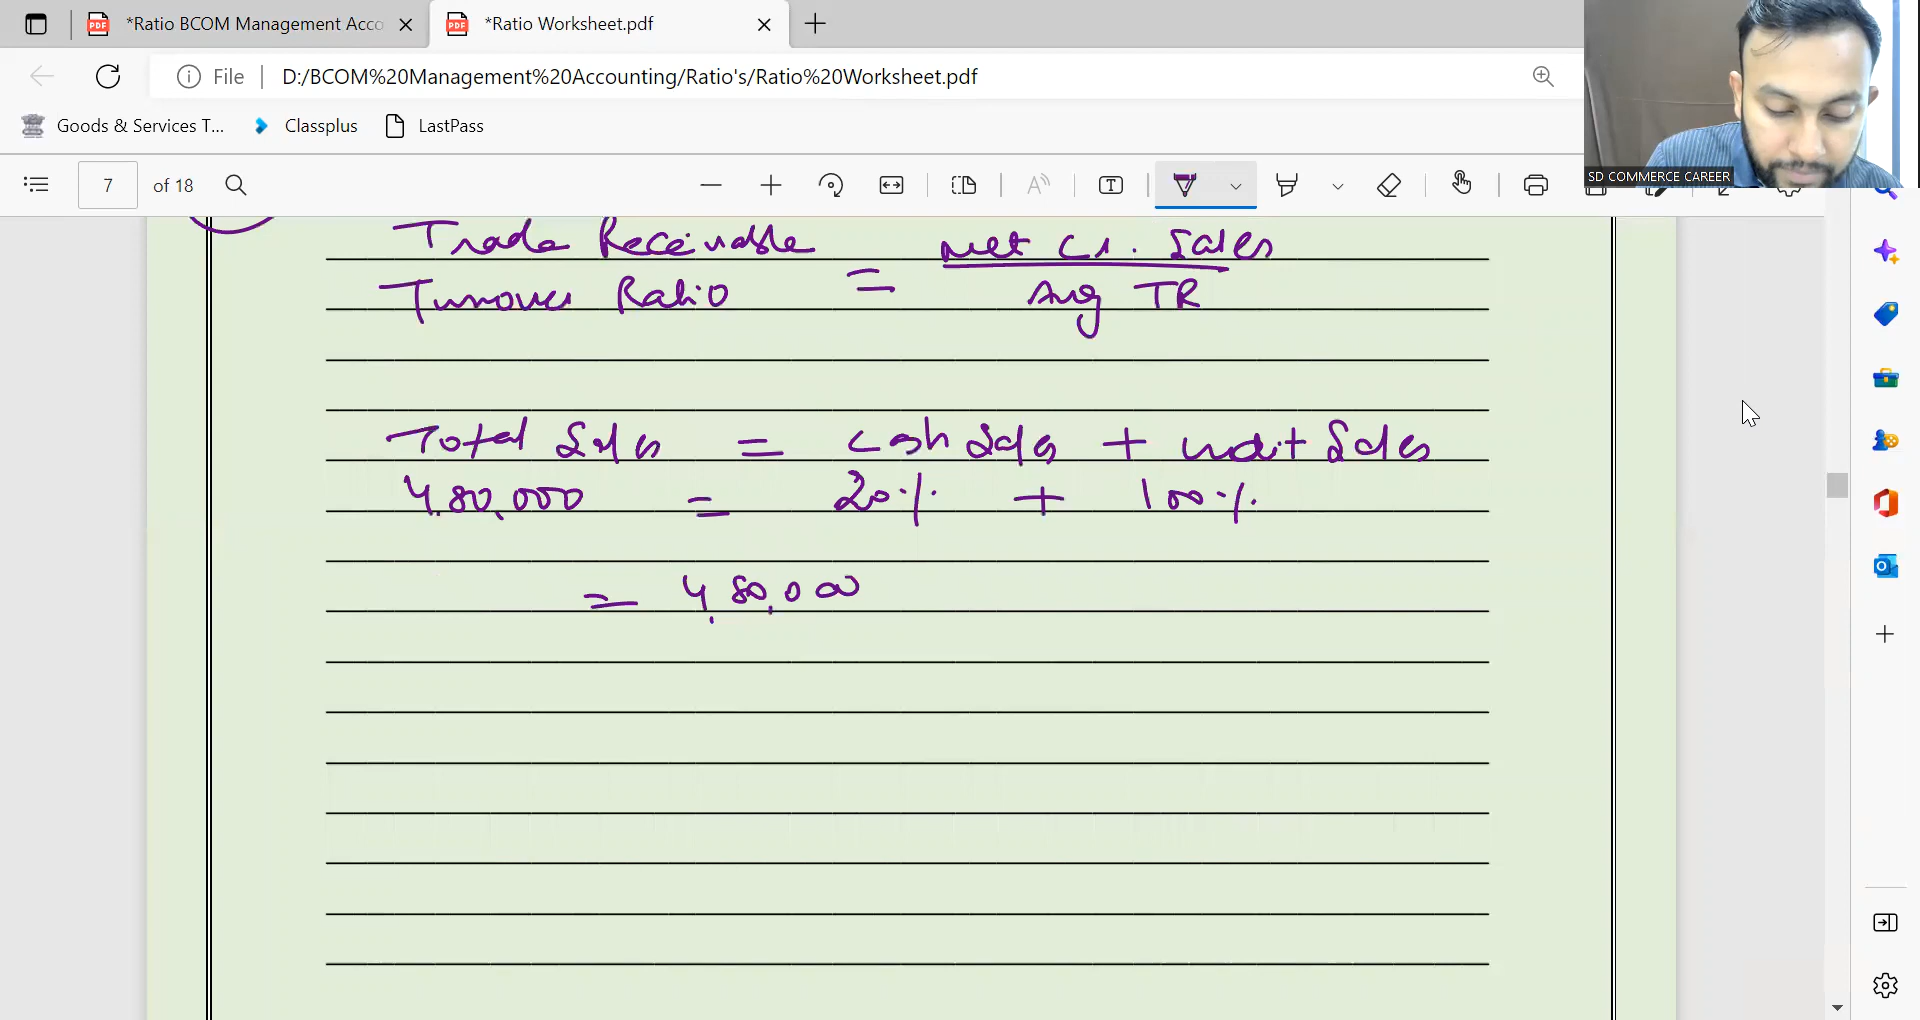 *Ratio BCOM Management Acco
*Ratio Worksheet.pdf
File
D:/BCOM%20Management%20Accounting/Ratio's/Ratio%20Worksheet.pdf
Goods & Services T...
Classplus
LastPass
7
of 18
SD COMMERCE CAREER
Trade Receivable
Turnover Ratio = Net Cr. Sales
Avg TR
Total Sales = Cash Sales + Credit Sales
4,80,000 = 20% + 100%
= 4,80,000